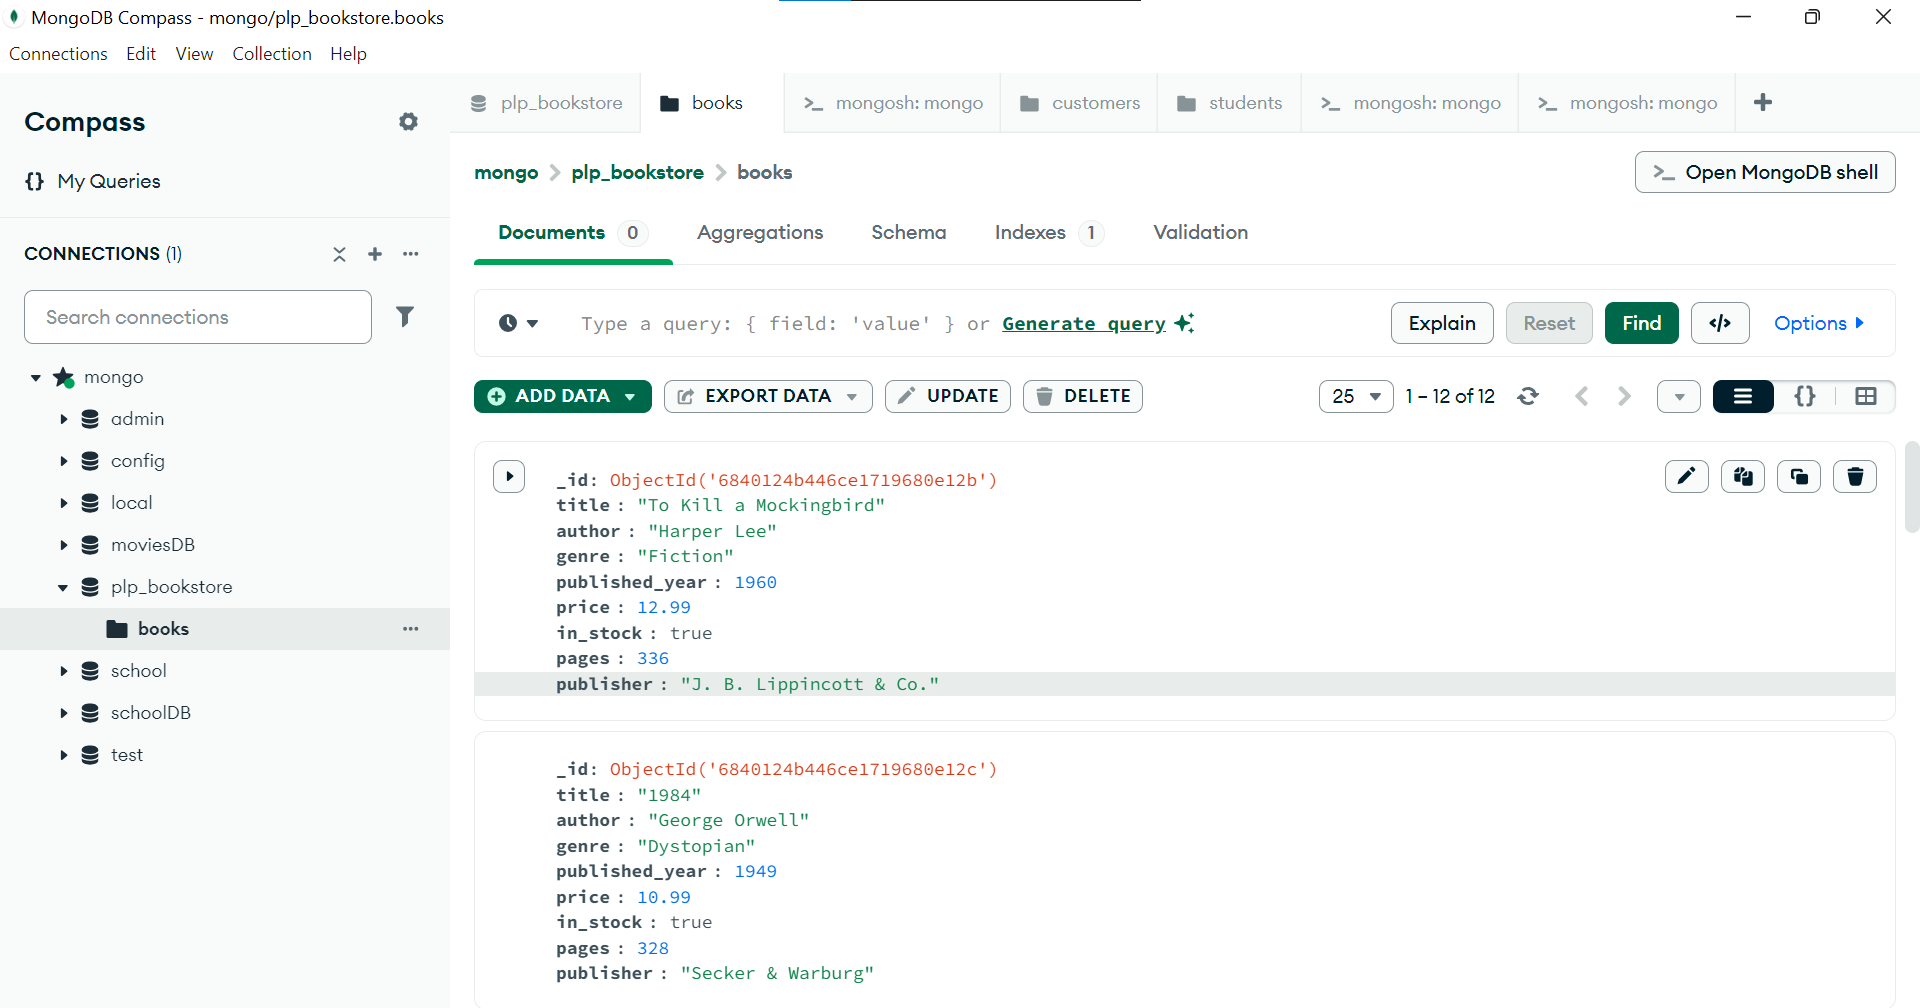 MongoDB Compass - mongo/plp_bookstore.books
Connections Edit View Collection Help
Compass
{} My Queries
CONNECTIONS (1)
Search connections
mongo
admin
config
local
moviesDB
plp_bookstore
books
school
schoolDB
test
plp_bookstore books >_ mongosh: mongo customers students >_ mongosh: mongo >_ mongosh: mongo +
mongo > plp_bookstore > books
>_ Open MongoDB shell
Documents 0 Aggregations Schema Indexes 1 Validation
Type a query: { field: 'value' } or Generate query
Explain Reset Find </> Options
ADD DATA EXPORT DATA UPDATE DELETE
25 1 – 12 of 12 {}
_id: ObjectId('6840124b446ce1719680e12b')
title : "To Kill a Mockingbird"
author : "Harper Lee"
genre : "Fiction"
published_year : 1960
price : 12.99
in_stock : true
pages : 336
publisher : "J. B. Lippincott & Co."
_id: ObjectId('6840124b446ce1719680e12c')
title : "1984"
author : "George Orwell"
genre : "Dystopian"
published_year : 1949
price : 10.99
in_stock : true
pages : 328
publisher : "Secker & Warburg"